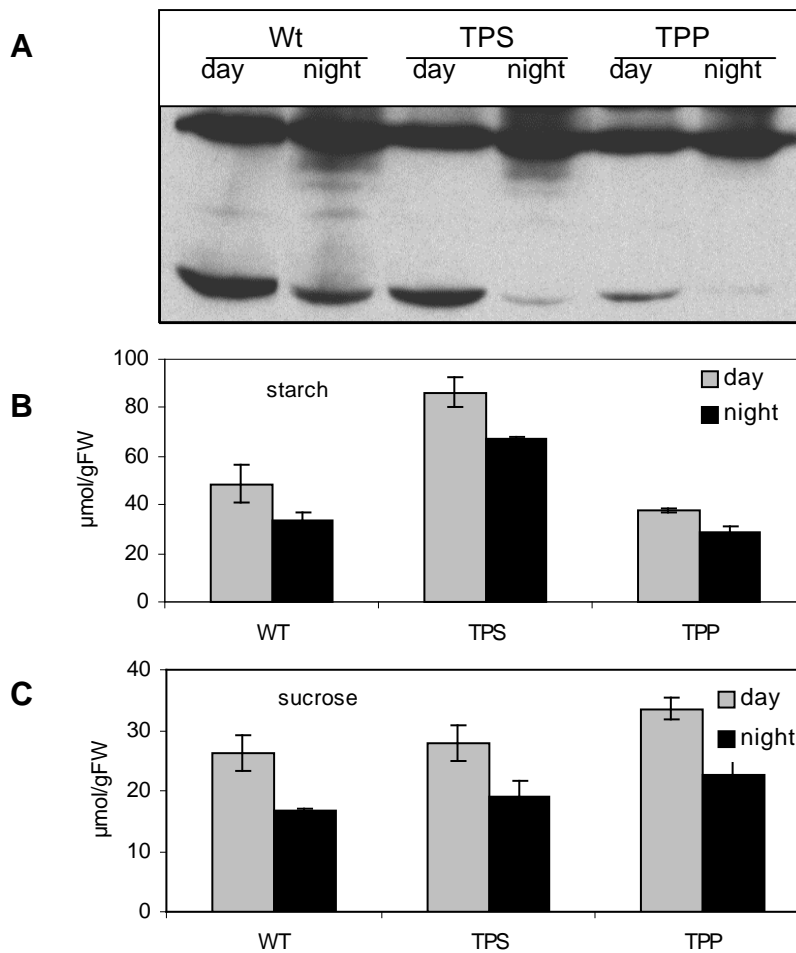 A
Wt TPS TPP
day night day night day night
B
100
80
60
40
20
0
µmol/gFW
starch
day
night
WT TPS TPP
C
40
30
20
10
0
µmol/gFW
sucrose
day
night
WT TPS TPP